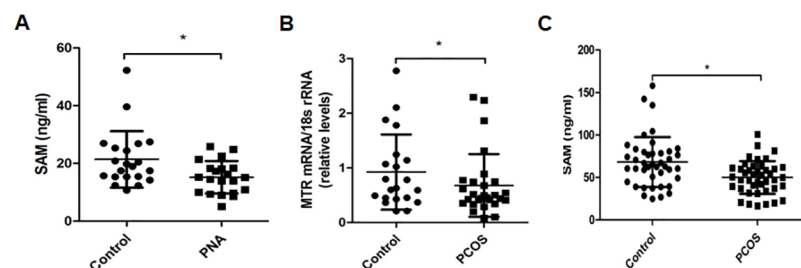 A
*
SAM (ng/ml)
60
40
20
0
Control
PNA
B
*
MTR mRNA/18s rRNA
(relative levels)
3
2
1
0
Control
PCOS
C
*
SAM (ng/ml)
200
150
100
50
0
Control
PCOS